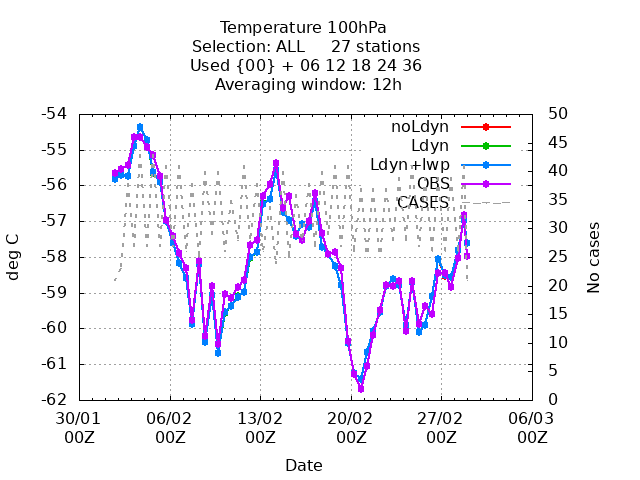 Temperature 100hPa
Selection: ALL 27 stations
Used {00} + 06 12 18 24 36
Averaging window: 12h
-54
-55
-56
-57
-58
-59
-60
-61
-62
deg C
50
45
40
35
30
25
20
15
10
5
0
No cases
noLdyn
Ldyn
Ldyn+lwp
OBS
CASES
30/01 06/02 13/02 20/02 27/02 06/03
00Z 00Z 00Z 00Z 00Z 00Z
Date